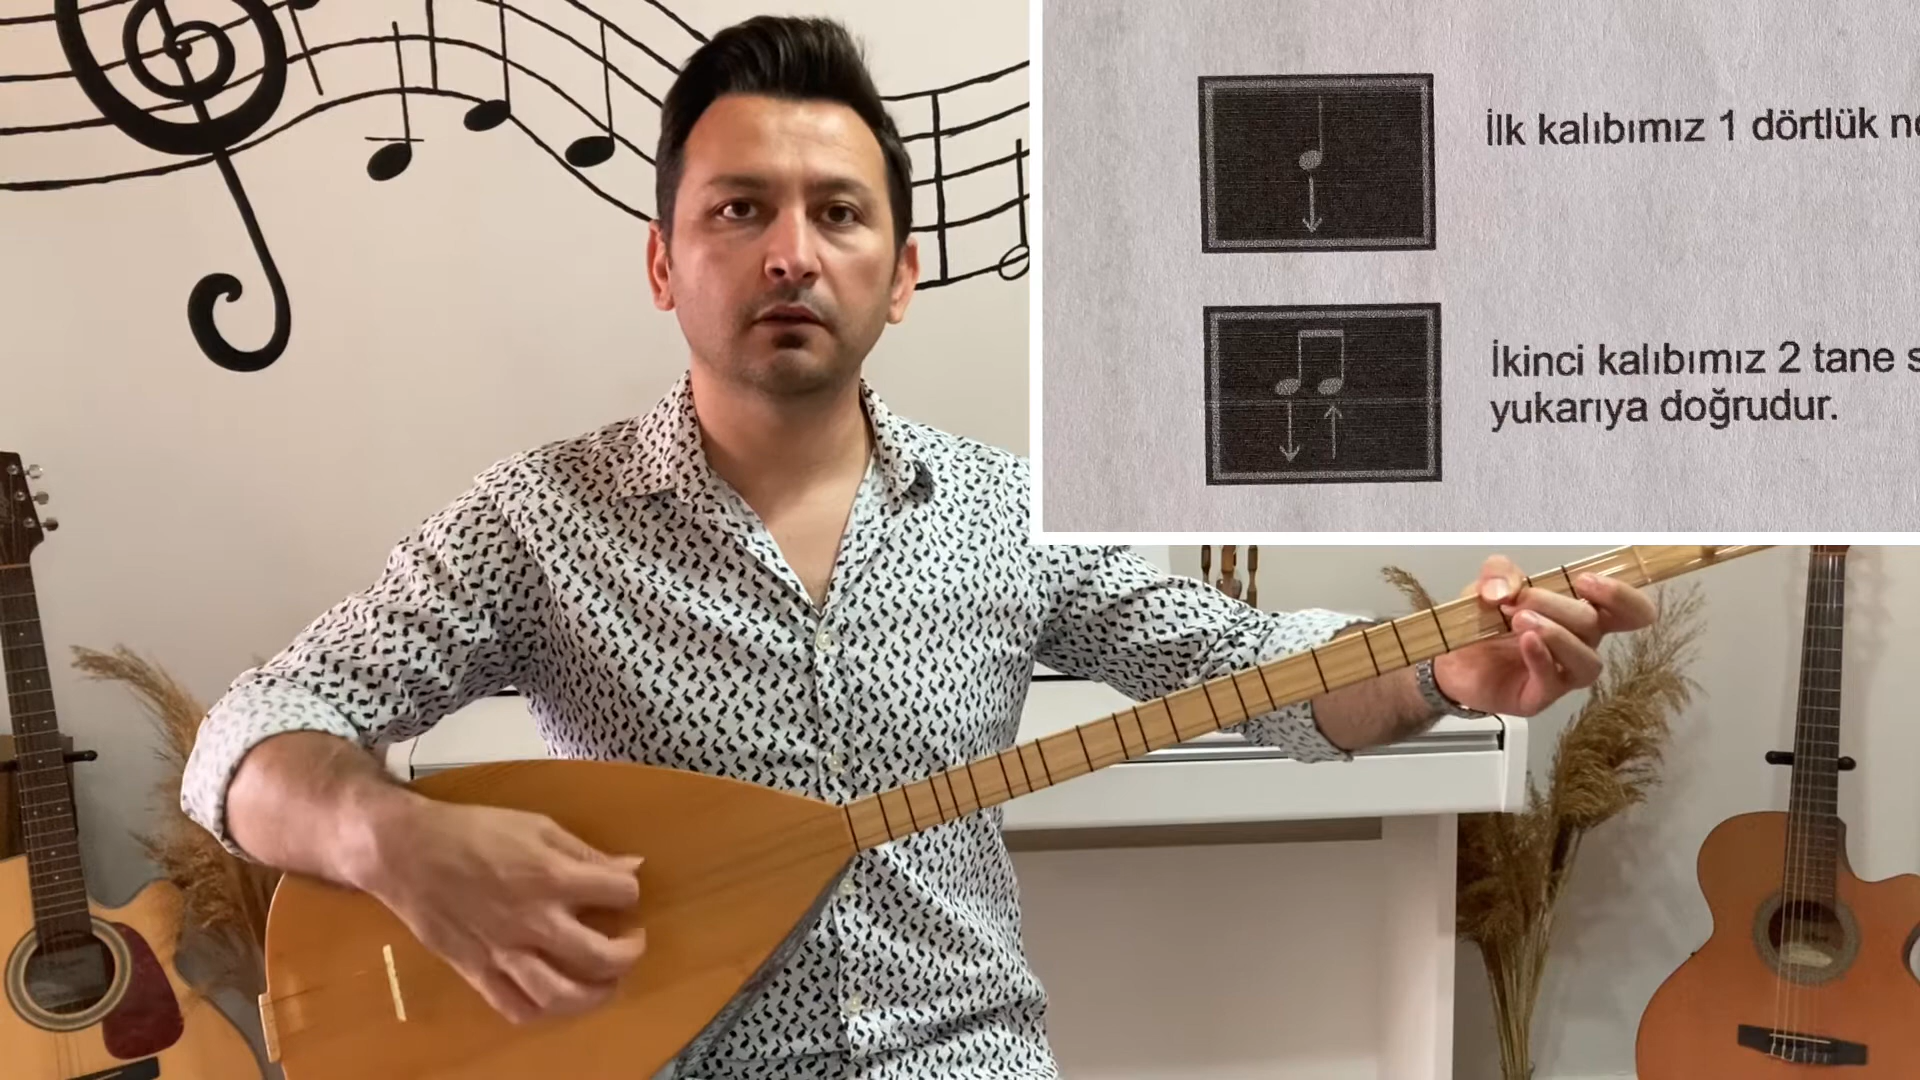 İlk kalıbımız 1 dörtlük
İkinci kalıbımız 2 tane
yukarıya doğrudur.